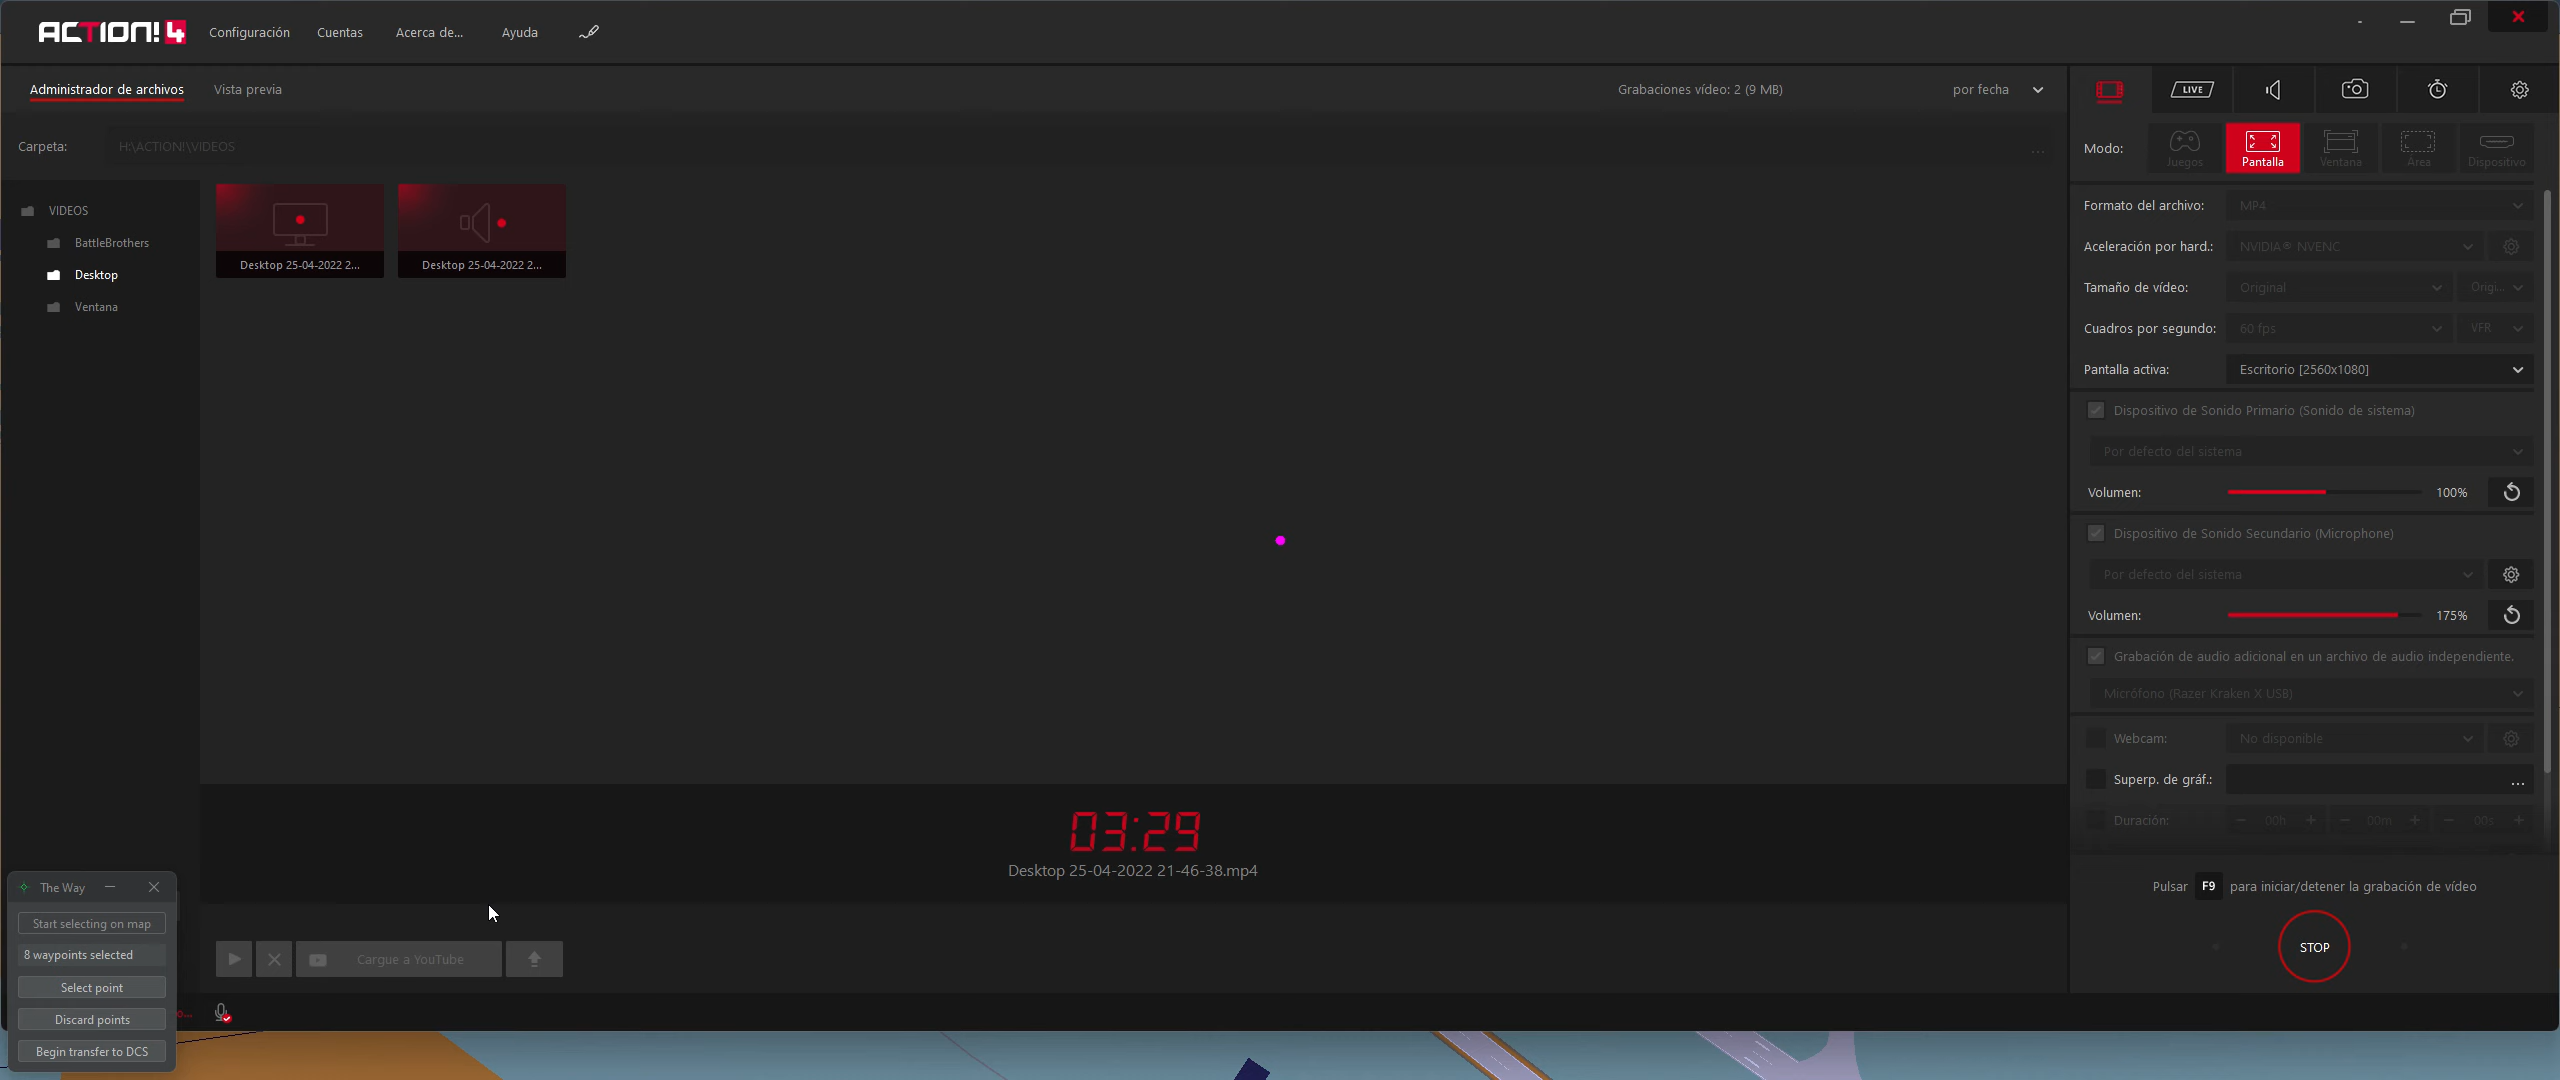 ACTION! 4
Configuración
Cuentas
Acerca de...
Ayuda
Administrador de archivos
Vista previa
Grabaciones vídeo: 2 (9 MB)
por fecha
LIVE
Carpeta:
H:\ACTION!\VIDEOS
...
Modo:
Juegos
Pantalla
Ventana
Área
Dispositivo
VIDEOS
BattleBrothers
Desktop
Ventana
Desktop 25-04-2022 2...
Desktop 25-04-2022 2...
Formato del archivo:
MP4
Aceleración por hard.:
NVIDIA® NVENC
Tamaño de vídeo:
Original
Origi...
Cuadros por segundo:
60 fps
VFR
Pantalla activa:
Escritorio [2560x1080]
Dispositivo de Sonido Primario (Sonido de sistema)
Por defecto del sistema
Volumen:
100%
Dispositivo de Sonido Secundario (Microphone)
Por defecto del sistema
Volumen:
175%
Grabación de audio adicional en un archivo de audio independiente.
Micrófono (Razer Kraken X USB)
Webcam:
No disponible
Superp. de gráf.:
...
Duración:
00h
00m
00s
03:29
Desktop 25-04-2022 21-46-38.mp4
Pulsar F9 para iniciar/detener la grabación de vídeo
STOP
Cargue a YouTube
The Way
Start selecting on map
8 waypoints selected
Select point
Discard points
Begin transfer to DCS